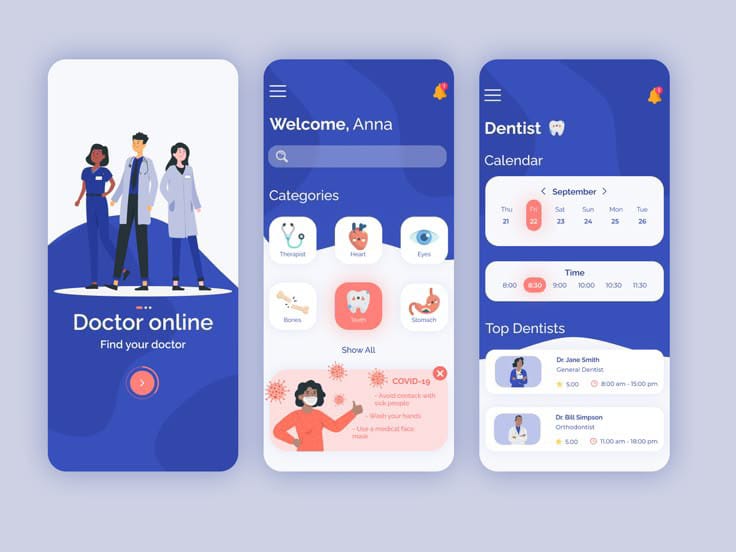 Doctor online
Find your doctor
Welcome, Anna
Categories
Therapist Heart Eyes
Bones Teeth Stomach
Show All
COVID-19
- Avoid contack with
sick people
- Wash your hands
- Use a medical face
mask
Dentist
Calendar
September
Thu Fri Sat Sun Mon Tue
21 22 23 24 25 26
Time
8:00 8:30 9:00 10:00 10:30 11:30
Top Dentists
Dr. Jane Smith
General Dentist
5.00 8:00 am - 15:00 pm
Dr. Bill Simpson
Orthodontist
5.00 11.00 am - 18:00 pm